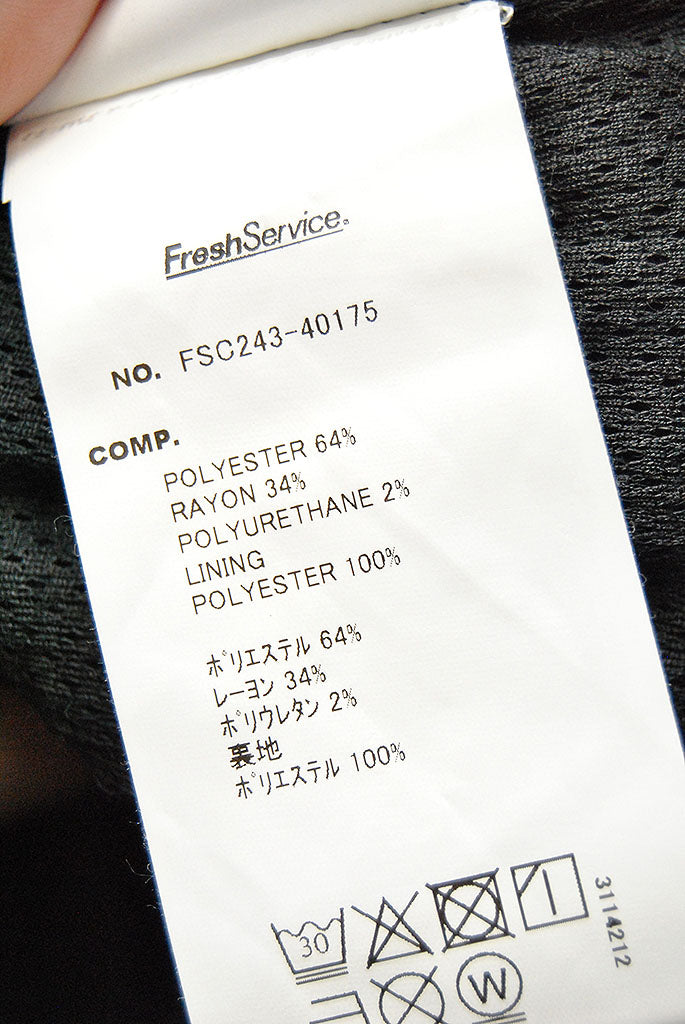 FreshService®
NO. FSC243-40175
COMP.
POLYESTER 64%
RAYON 34%
POLYURETHANE 2%
LINING
POLYESTER 100%
ポリエステル 64%
レーヨン 34%
ポリウレタン 2%
裏地
ポリエステル 100%
30
W
3114212